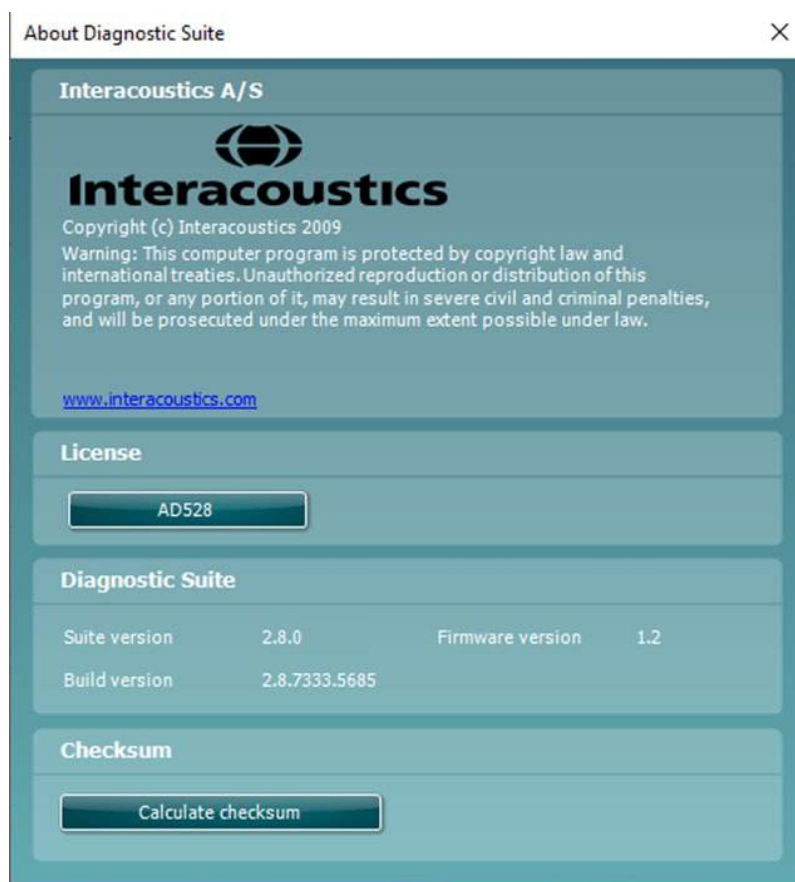 About Diagnostic Suite
Interacoustics A/S
Interacoustics
Copyright (c) Interacoustics 2009
Warning: This computer program is protected by copyright law and
international treaties. Unauthorized reproduction or distribution of this
program, or any portion of it, may result in severe civil and criminal penalties,
and will be prosecuted under the maximum extent possible under law.
www.interacoustics.com
License
AD528
Diagnostic Suite
Suite version 2.8.0 Firmware version 1.2
Build version 2.8.7333.5685
Checksum
Calculate checksum